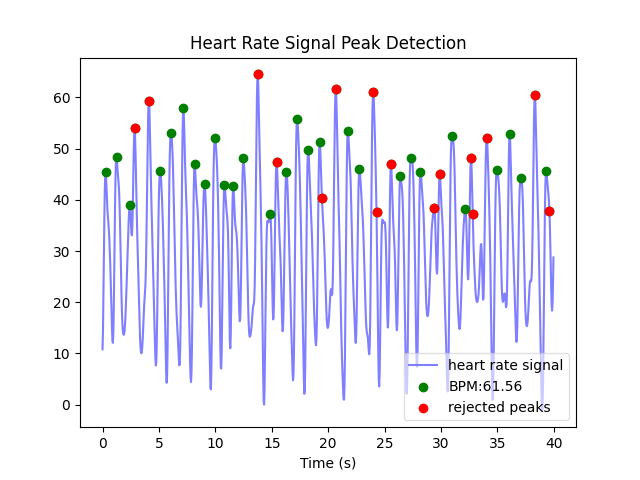 Heart Rate Signal Peak Detection
60
50
40
30
20
10
0
heart rate signal
BPM:61.56
rejected peaks
0 5 10 15 20 25 30 35 40
Time (s)